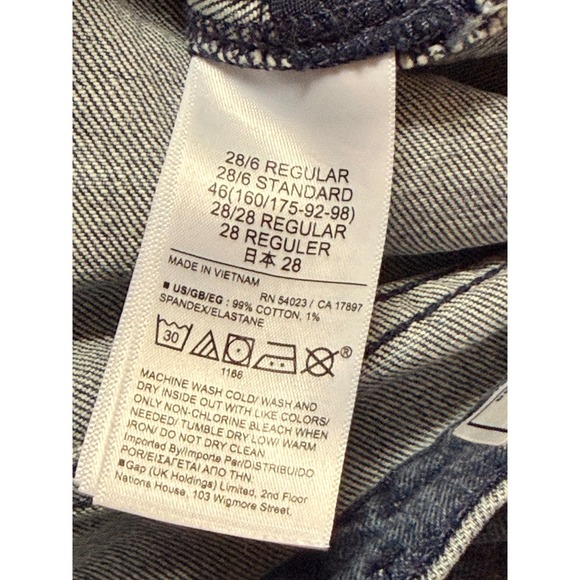 28/6 REGULAR
28/6 STANDARD
46(160/175-92-98)
28/28 REGULAR
28 REGULER
日本 28
MADE IN VIETNAM
RN 54023 / CA 17897
■ US/GB/EG : 99% COTTON, 1%
SPANDEX/ELASTANE
30
®
1168
MACHINE WASH COLD/ WASH AND
DRY INSIDE OUT WITH LIKE COLORS/
ONLY NON-CHLORINE BLEACH WHEN
NEEDED/ TUMBLE DRY LOW/ WARM
IRON/ DO NOT DRY CLEAN
Imported By/Importe Par/DISTRIBUIDO
POR/ΕΙΣΑΓΕΤΑΙ ΑΠΟ ΤΗΝ.
■Gap (UK Holdings) Limited, 2nd Floor
Nations House, 103 Wigmore Street.